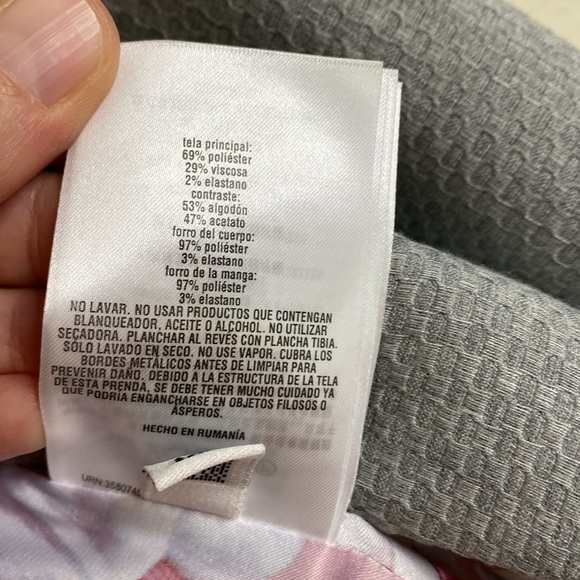 tela principal:
69% poliéster
29% viscosa
2% elastano
contraste:
53% algodón
47% acetato
forro del cuerpo:
97% poliéster
3% elastano
forro de la manga:
97% poliéster
3% elastano
NO LAVAR. NO USAR PRODUCTOS QUE CONTENGAN
BLANQUEADOR, ACEITE O ALCOHOL. NO UTILIZAR
SECADORA. PLANCHAR AL REVÉS CON PLANCHA TIBIA.
SÓLO LAVADO EN SECO. NO USE VAPOR. CUBRA LOS
BORDES METÁLICOS ANTES DE LIMPIAR PARA
PREVENIR DAÑO. DEBIDO A LA ESTRUCTURA DE LA TELA
DE ESTA PRENDA, SE DEBE TENER MUCHO CUIDADO YA
QUE PODRÍA ENGANCHARSE EN OBJETOS FILOSOS O
ÁSPEROS.
HECHO EN RUMANÍA